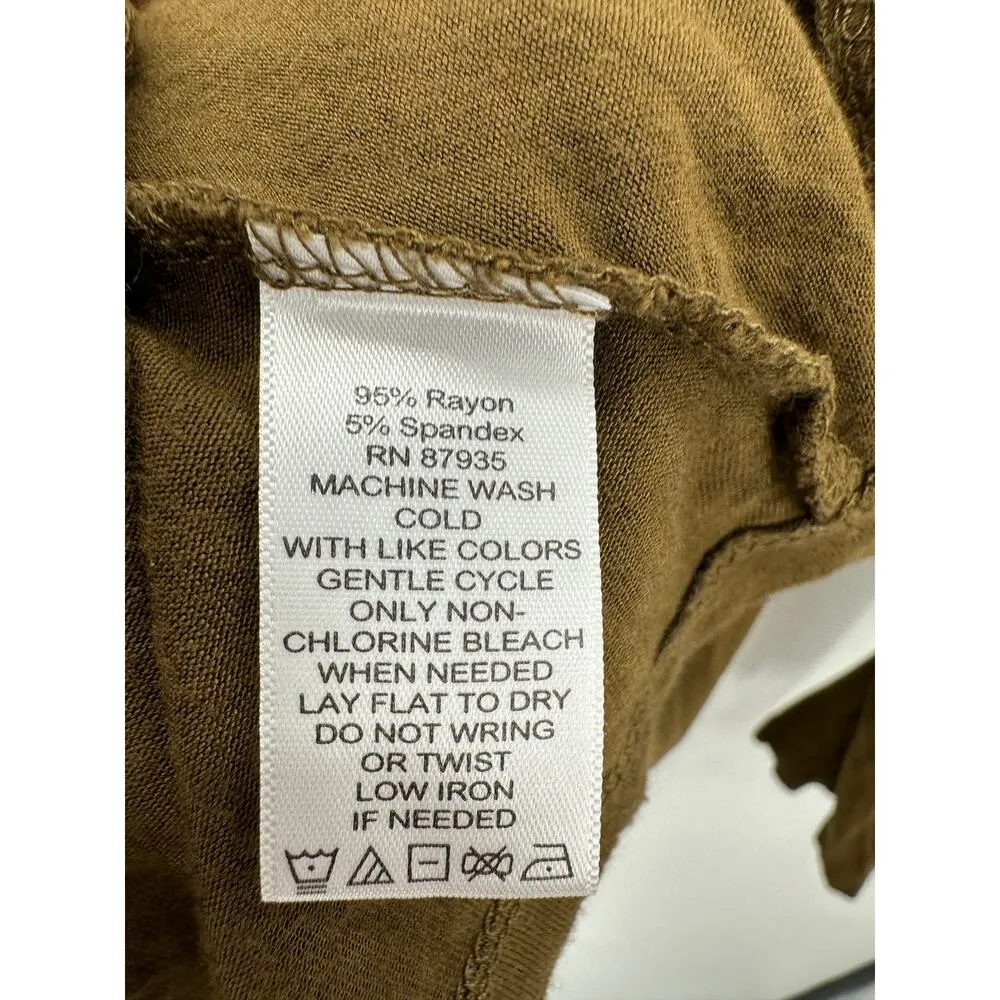 95% Rayon
5% Spandex
RN 87935
MACHINE WASH
COLD
WITH LIKE COLORS
GENTLE CYCLE
ONLY NON-
CHLORINE BLEACH
WHEN NEEDED
LAY FLAT TO DRY
DO NOT WRING
OR TWIST
LOW IRON
IF NEEDED